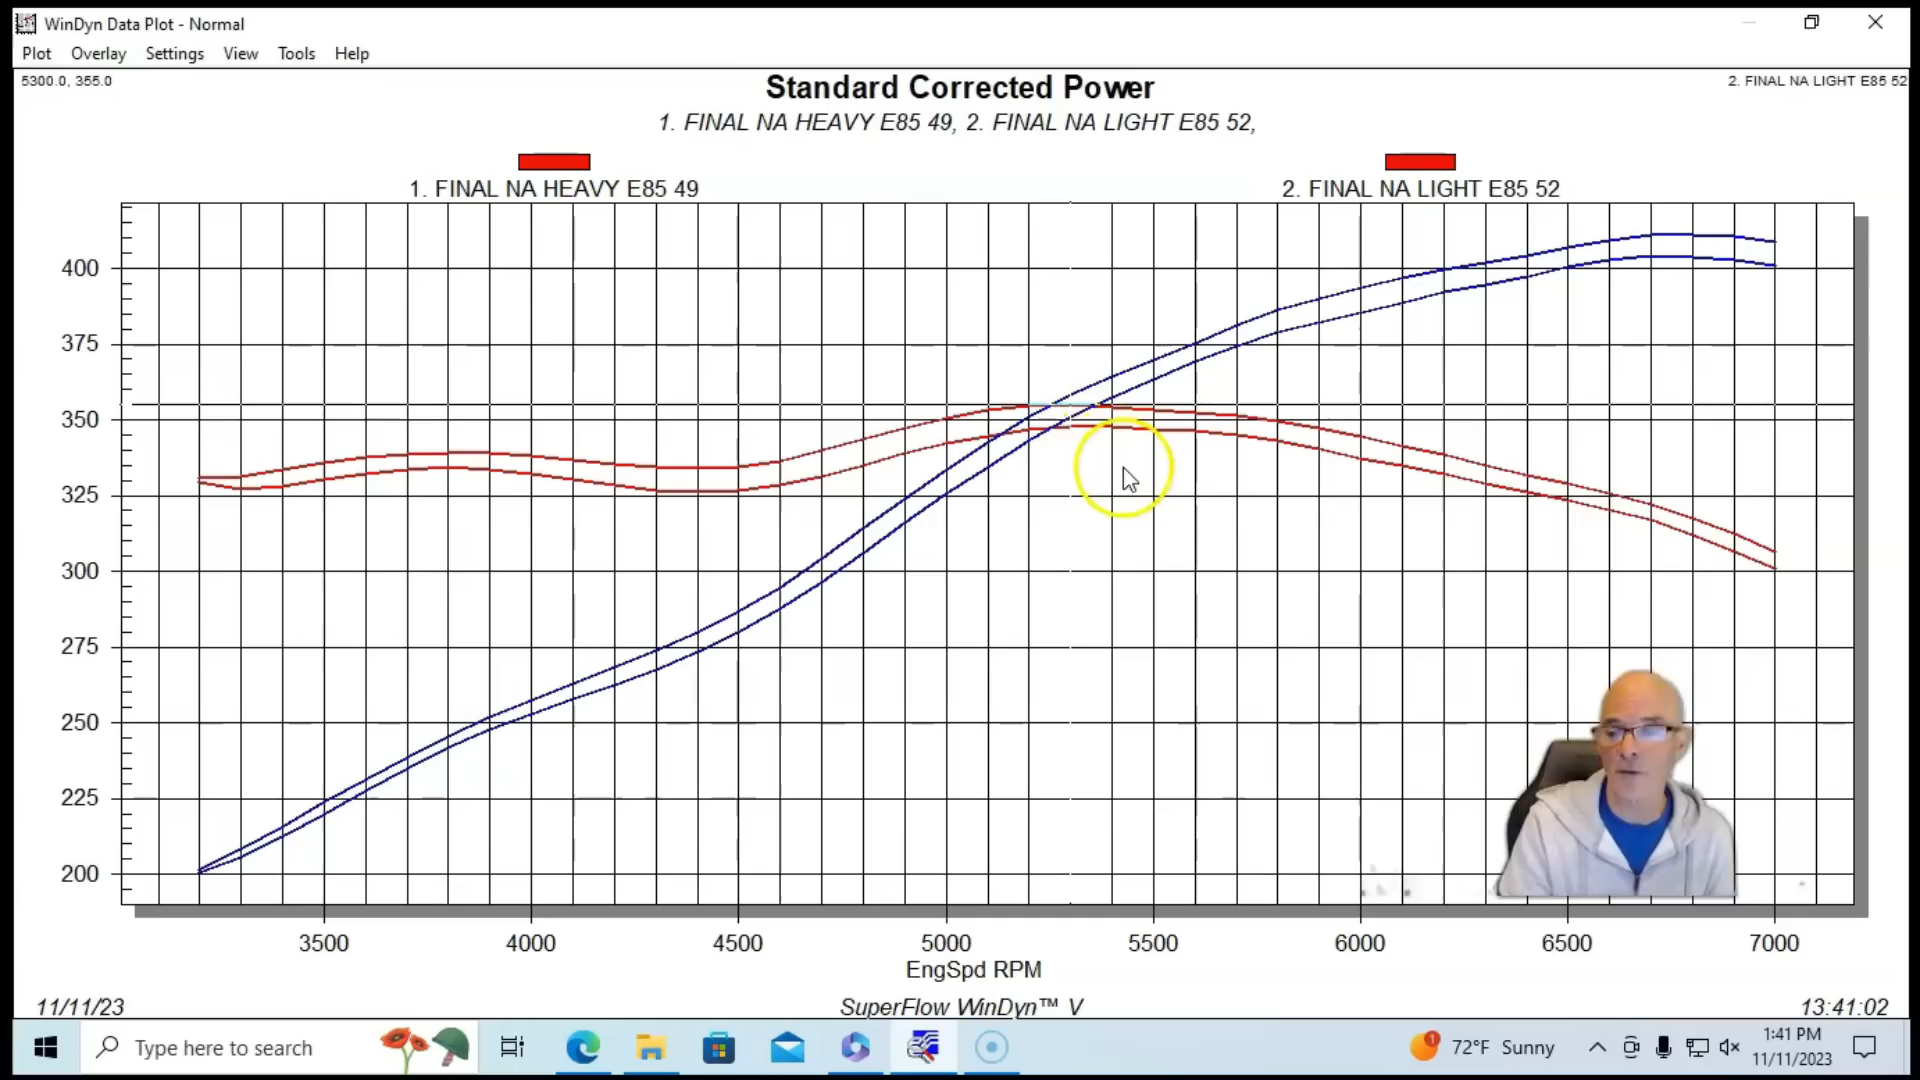 WinDyn Data Plot - Normal
Plot Overlay Settings View Tools Help
5300.0, 355.0
2. FINAL NA LIGHT E85 52
Standard Corrected Power
1. FINAL NA HEAVY E85 49, 2. FINAL NA LIGHT E85 52,
1. FINAL NA HEAVY E85 49
2. FINAL NA LIGHT E85 52
400
375
350
325
300
275
250
225
200
3500 4000 4500 5000 5500 6000 6500 7000
EngSpd RPM
11/11/23
SuperFlow WinDyn™ V
13:41:02
Type here to search
1
72°F Sunny
1:41 PM
11/11/2023